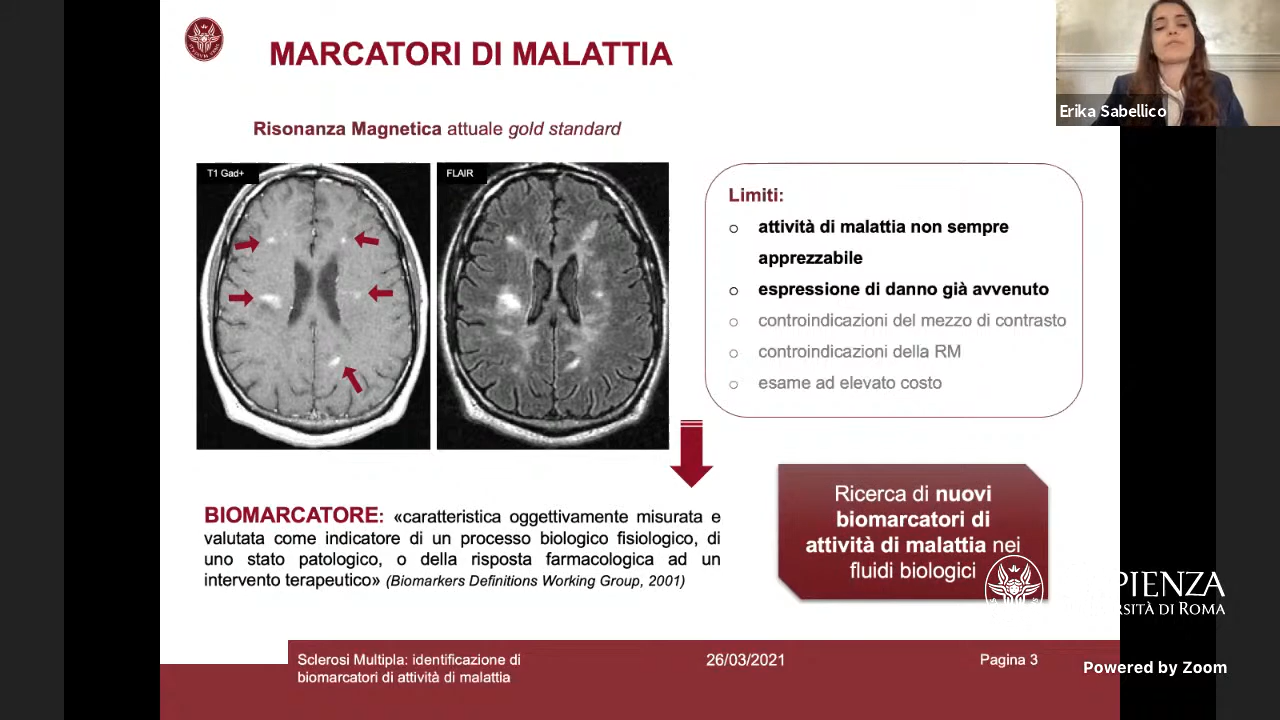 MARCATORI DI MALATTIA
Erika Sabellico
Risonanza Magnetica attuale gold standard
T1 Gad+
FLAIR
Limiti:
attività di malattia non sempre
apprezzabile
espressione di danno già avvenuto
controindicazioni del mezzo di contrasto
controindicazioni della RM
esame ad elevato costo
BIOMARCATORE: «caratteristica oggettivamente misurata e
valutata come indicatore di un processo biologico fisiologico, di
uno stato patologico, o della risposta farmacologica ad un
intervento terapeutico» (Biomarkers Definitions Working Group, 2001)
Ricerca di nuovi
biomarcatori di
attività di malattia nei
fluidi biologici
PIENZA
RSITÀ DI ROMA
Sclerosi Multipla: identificazione di
biomarcatori di attività di malattia
26/03/2021
Pagina 3
Powered by Zoom